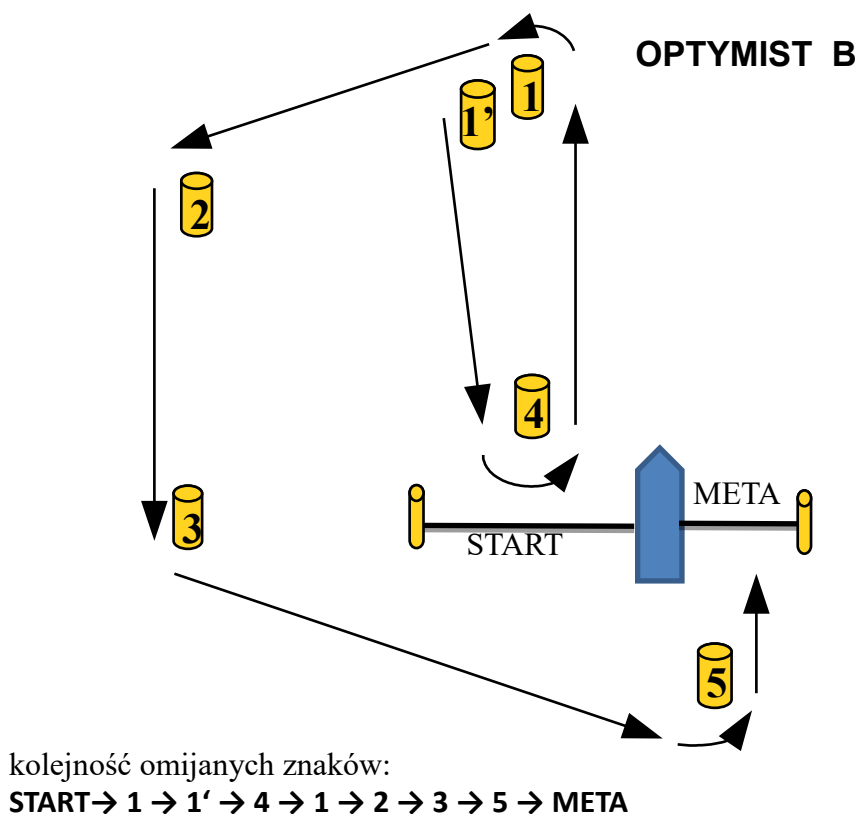 OPTYMIST B
1
1’
2
4
3
META
START
5
kolejność omijanych znaków:
START→ 1 → 1‘ → 4 → 1 → 2 → 3 → 5 → META